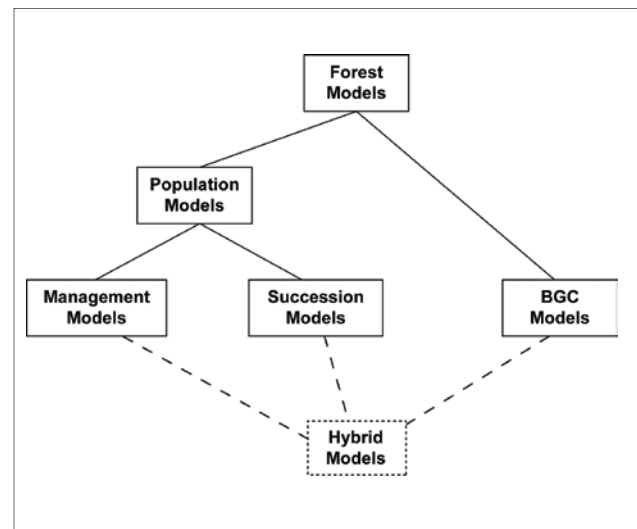 Forest
Models
Population
Models
Management
Models
Succession
Models
BGC
Models
Hybrid
Models